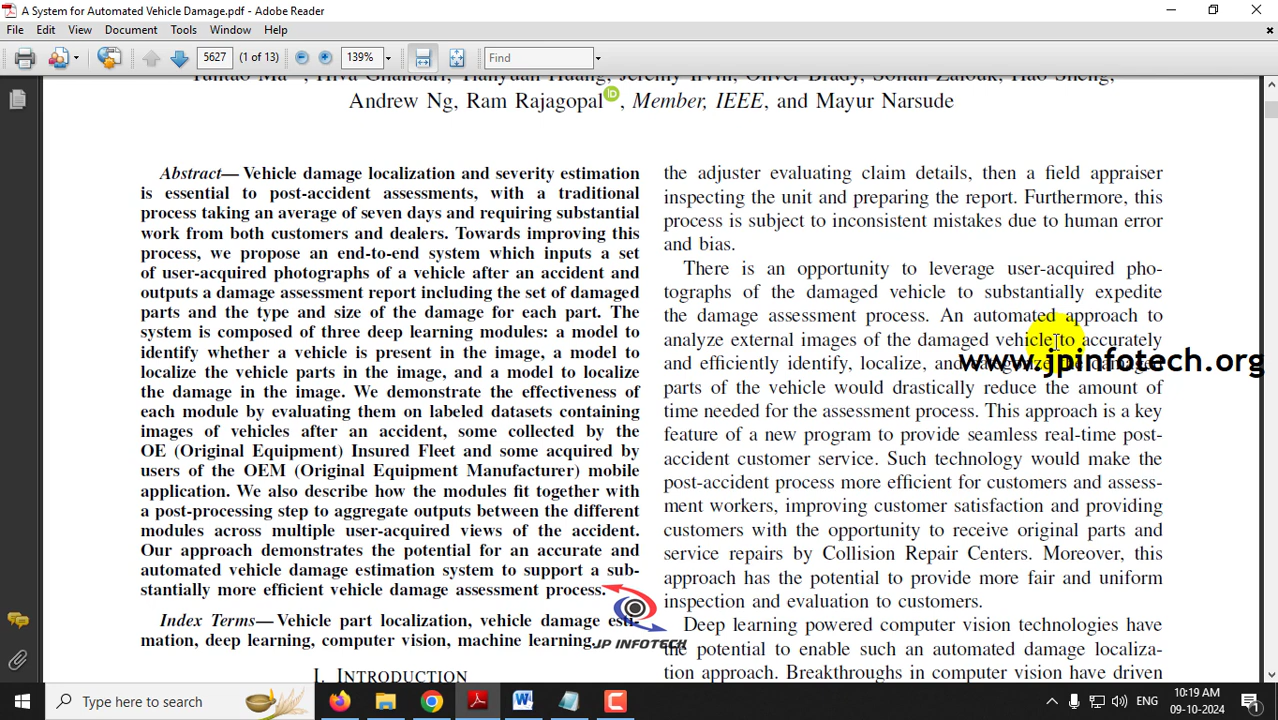 A System for Automated Vehicle Damage.pdf - Adobe Reader
File Edit View Document Tools Window Help
5627 (1 of 13) 139% Find
Andrew Ng, Ram Rajagopal, Member, IEEE, and Mayur Narsude
Abstract— Vehicle damage localization and severity estimation
is essential to post-accident assessments, with a traditional
process taking an average of seven days and requiring substantial
work from both customers and dealers. Towards improving this
process, we propose an end-to-end system which inputs a set
of user-acquired photographs of a vehicle after an accident and
outputs a damage assessment report including the set of damaged
parts and the type and size of the damage for each part. The
system is composed of three deep learning modules: a model to
identify whether a vehicle is present in the image, a model to
localize the vehicle parts in the image, and a model to localize
the damage in the image. We demonstrate the effectiveness of
each module by evaluating them on labeled datasets containing
images of vehicles after an accident, some collected by the
OE (Original Equipment) Insured Fleet and some acquired by
users of the OEM (Original Equipment Manufacturer) mobile
application. We also describe how the modules fit together with
a post-processing step to aggregate outputs between the different
modules across multiple user-acquired views of the accident.
Our approach demonstrates the potential for an accurate and
automated vehicle damage estimation system to support a sub-
stantially more efficient vehicle damage assessment process.
Index Terms— Vehicle part localization, vehicle damage esti-
mation, deep learning, computer vision, machine learning.
I. INTRODUCTION
the adjuster evaluating claim details, then a field appraiser
inspecting the unit and preparing the report. Furthermore, this
process is subject to inconsistent mistakes due to human error
and bias.
There is an opportunity to leverage user-acquired pho-
tographs of the damaged vehicle to substantially expedite
the damage assessment process. An automated approach to
analyze external images of the damaged vehicle to accurately
and efficiently identify, localize, and categorize the damaged
parts of the vehicle would drastically reduce the amount of
time needed for the assessment process. This approach is a key
feature of a new program to provide seamless real-time post-
accident customer service. Such technology would make the
post-accident process more efficient for customers and assess-
ment workers, improving customer satisfaction and providing
customers with the opportunity to receive original parts and
service repairs by Collision Repair Centers. Moreover, this
approach has the potential to provide more fair and uniform
inspection and evaluation to customers.
Deep learning powered computer vision technologies have
the potential to enable such an automated damage localiza-
tion approach. Breakthroughs in computer vision have driven
www.jpinfotech.org
JP INFOTECH
Type here to search
ENG
10:19 AM
09-10-2024
1